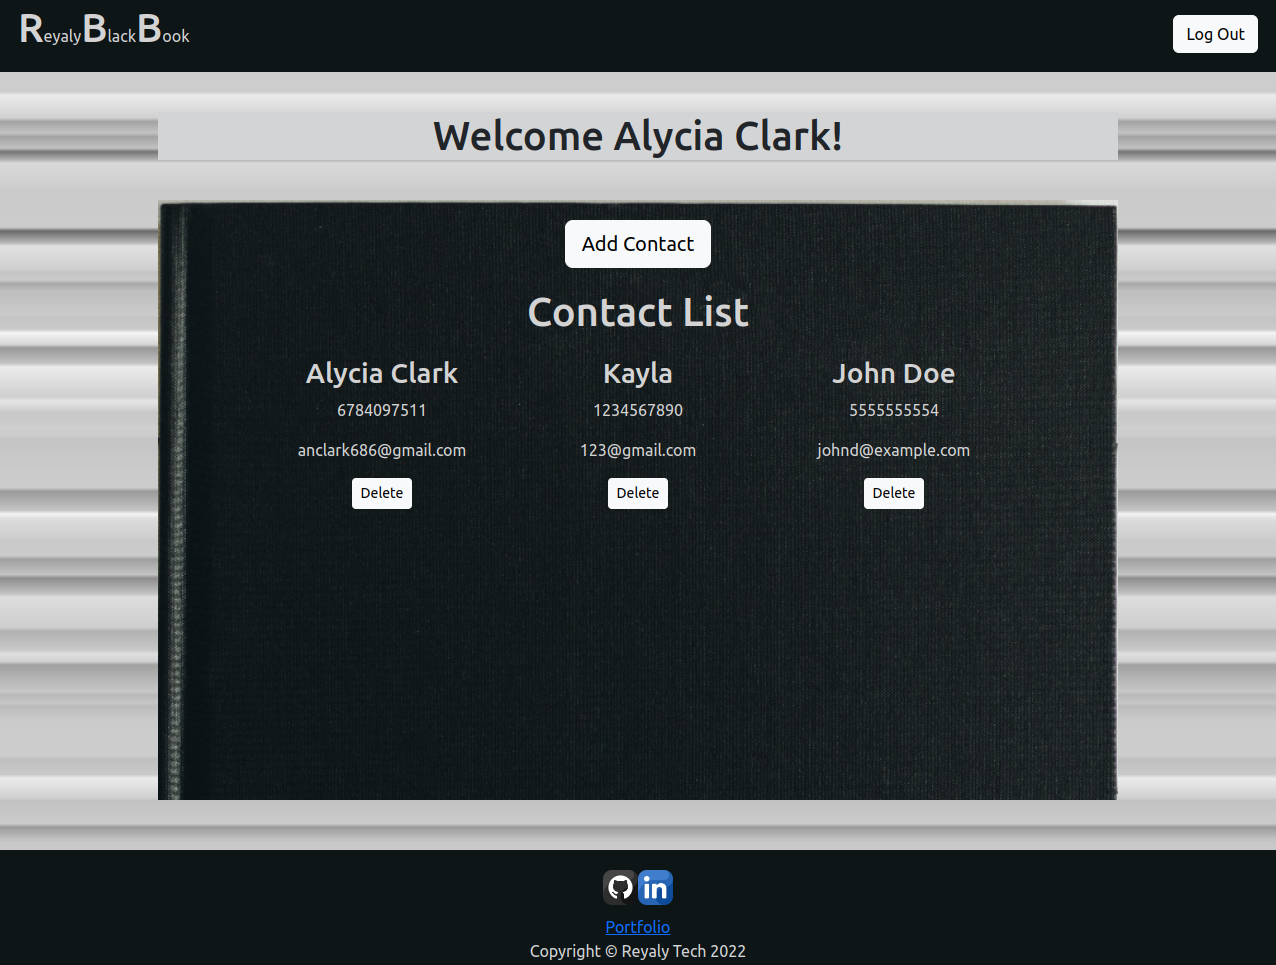 ReyalyBlackBook
Log Out
Welcome Alycia Clark!
Add Contact
Contact List
Alycia Clark
6784097511
anclark686@gmail.com
Delete
Kayla
1234567890
123@gmail.com
Delete
John Doe
5555555554
johnd@example.com
Delete
in
Portfolio
Copyright © Reyaly Tech 2022